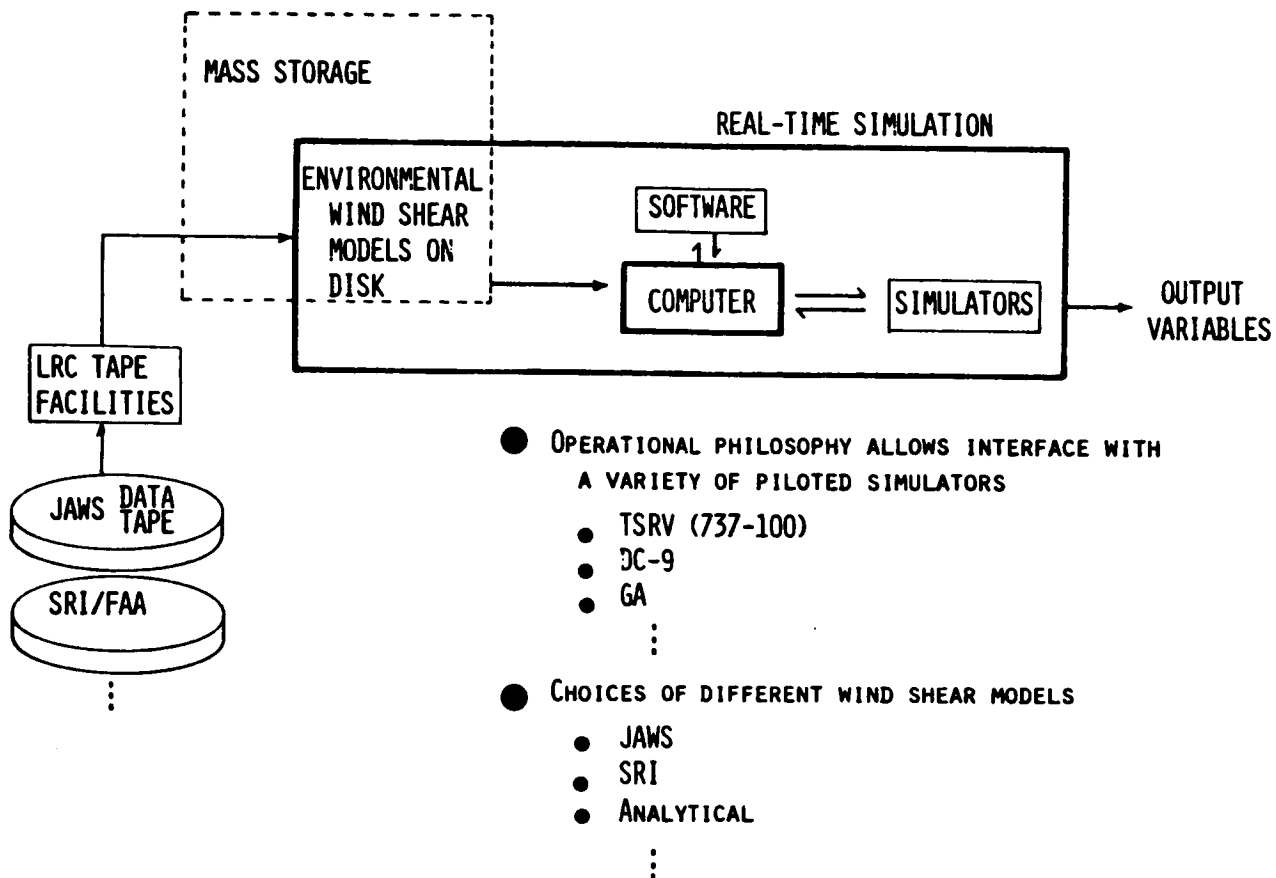 MASS STORAGE
REAL-TIME SIMULATION
ENVIRONMENTAL
WIND SHEAR
MODELS ON
DISK
SOFTWARE
COMPUTER
SIMULATORS
OUTPUT
VARIABLES
LRC TAPE
FACILITIES
JAWS DATA
TAPE
SRI/FAA
● OPERATIONAL PHILOSOPHY ALLOWS INTERFACE WITH
A VARIETY OF PILOTED SIMULATORS
● TSRV (737-100)
● DC-9
● GA
● CHOICES OF DIFFERENT WIND SHEAR MODELS
● JAWS
● SRI
● ANALYTICAL